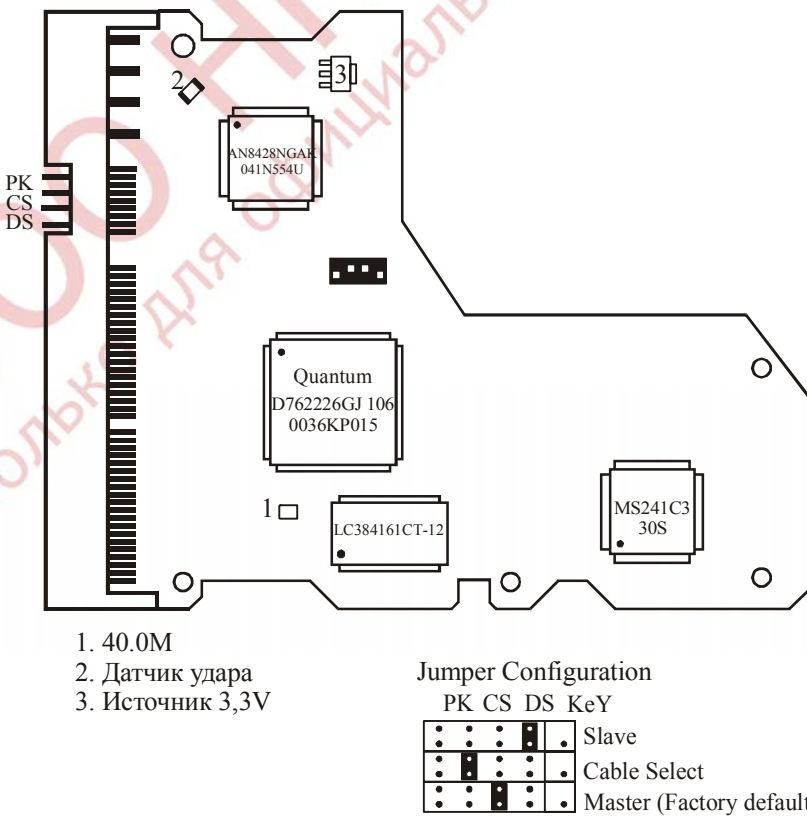 2
3
AN8428NGAK
041N554U
PK
CS
DS
Quantum
D762226GJ 106
0036KP015
1
LC384161CT-12
MS241C3
30S
1. 40.0M
2. Датчик удара
3. Источник 3,3V
Jumper Configuration
PK CS DS KeY
Slave
Cable Select
Master (Factory default
для официаль